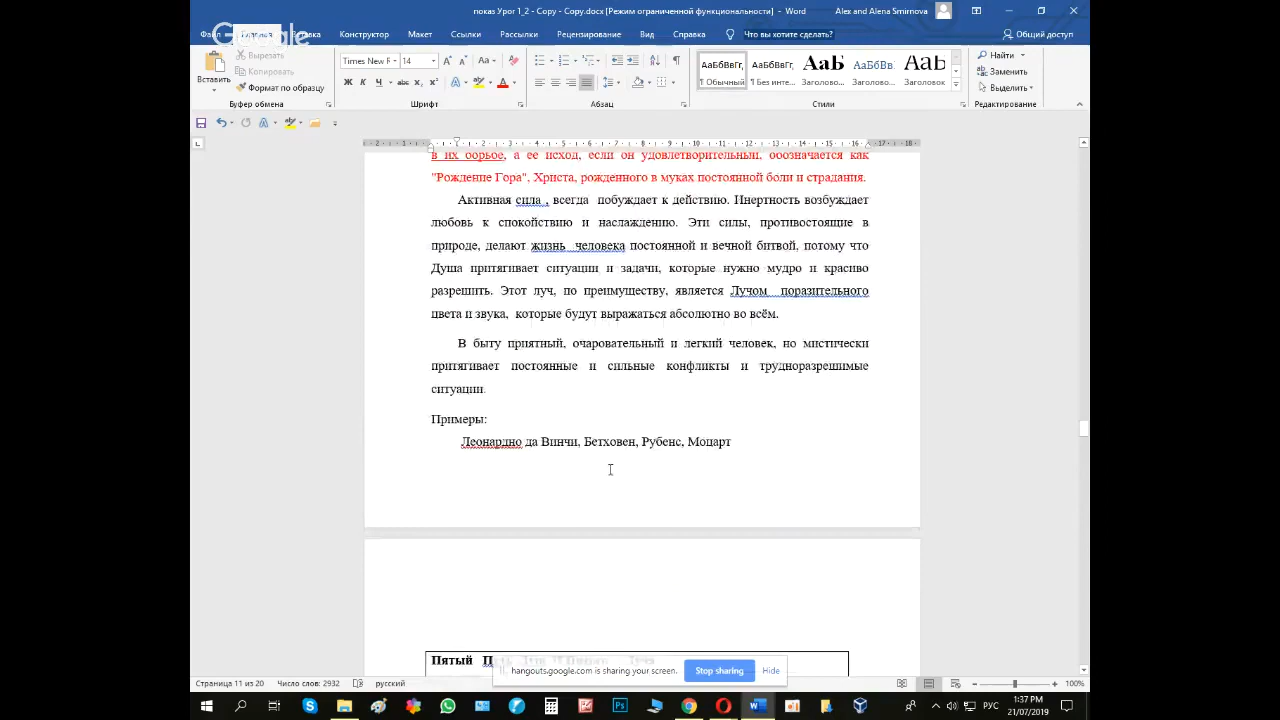 показ Урог 1_2 - Copy - Copy.docx [Режим ограниченной функциональности] - Word Alex and Alena Smirnova
Google
Файл Главная Вставка Конструктор Макет Ссылки Рассылки Рецензирование Вид Справка Что вы хотите сделать? Общий доступ
Вставить Вырезать Times New R 14 АаБбВвГг, АаБбВвГг, АаБ АаБбВв. АаБ Найти
Копировать Заменить
Формат по образцу Ж К Ч abc ¶ Обычный ¶ Без инте... Заголово... Заголово... Заголовок Выделить
Буфер обмена Шрифт Абзац Стили Редактирование
в их борьбе, а ее исход, если он удовлетворительный, обозначается как
"Рождение Гора", Христа, рожденного в муках постоянной боли и страдания.
Активная сила , всегда побуждает к действию. Инертность возбуждает
любовь к спокойствию и наслаждению. Эти силы, противостоящие в
природе, делают жизнь человека постоянной и вечной битвой, потому что
Душа притягивает ситуации и задачи, которые нужно мудро и красиво
разрешить. Этот луч, по преимуществу, является Лучом поразительного
цвета и звука, которые будут выражаться абсолютно во всём.
В быту приятный, очаровательный и легкий человек, но мистически
притягивает постоянные и сильные конфликты и трудноразрешимые
ситуации.
Примеры:
Леонардно да Винчи, Бетховен, Рубенс, Моцарт
Пятый
hangouts.google.com is sharing your screen. Stop sharing Hide
Страница 11 из 20 Число слов: 2932 русский 100%
РУС 1:37 PM
21/07/2019